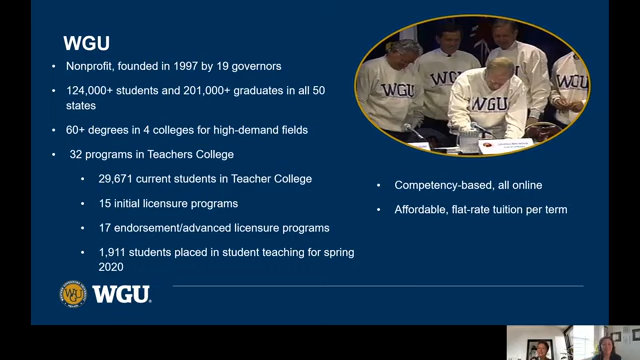 WGU
• Nonprofit, founded in 1997 by 19 governors
• 124,000+ students and 201,000+ graduates in all 50
states
• 60+ degrees in 4 colleges for high-demand fields
• 32 programs in Teachers College
• 29,671 current students in Teacher College
• 15 initial licensure programs
• 17 endorsement/advanced licensure programs
• 1,911 students placed in student teaching for spring
2020
WGU
WGU
WGU
WGU
• Competency-based, all online
• Affordable, flat-rate tuition per term
WGU
WGU.